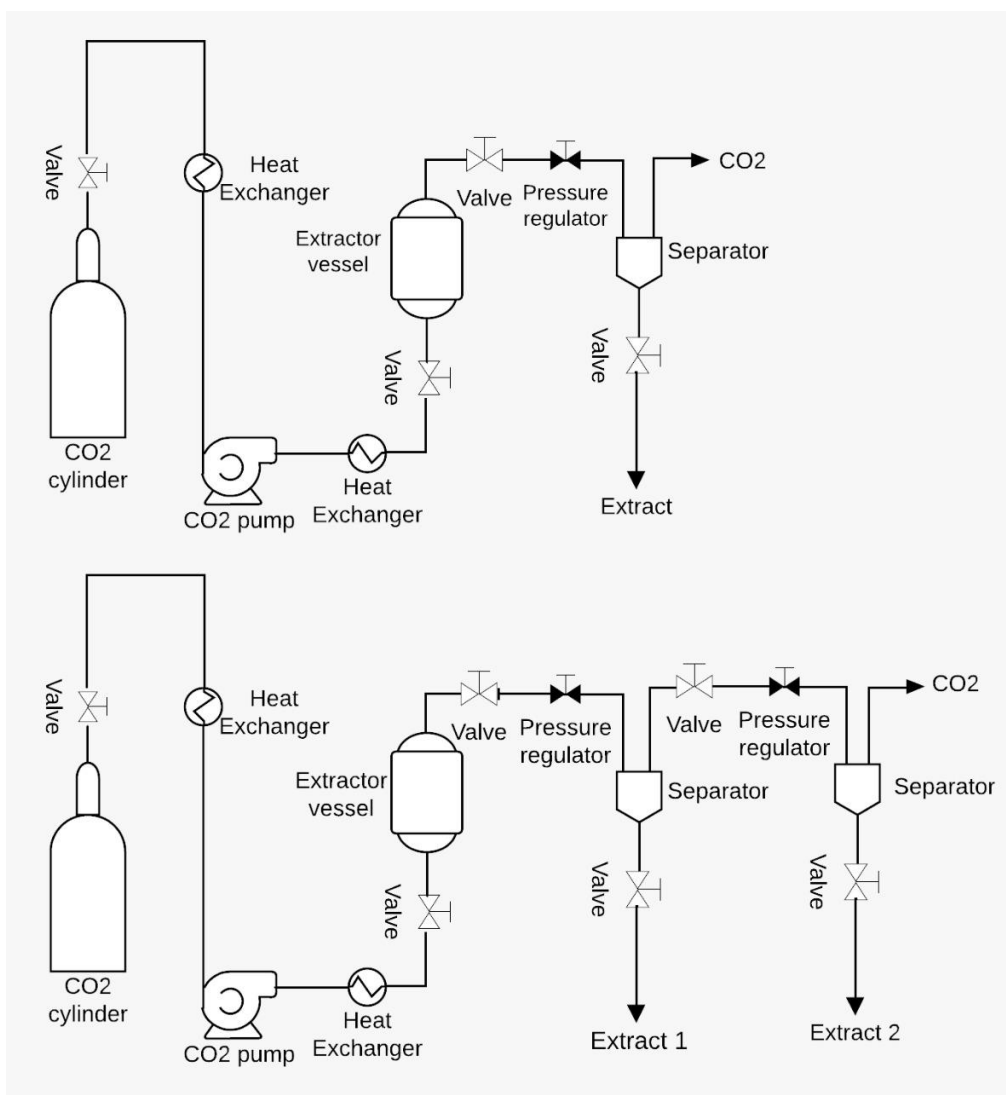 Valve
Heat
Exchanger
CO2
cylinder
CO2 pump
Heat
Exchanger
Extractor
vessel
Valve
Valve
Pressure
regulator
CO2
Separator
Valve
Extract
Valve
Heat
Exchanger
CO2
cylinder
CO2 pump
Heat
Exchanger
Extractor
vessel
Valve
Valve
Pressure
regulator
Separator
Valve
Extract 1
Valve
Pressure
regulator
CO2
Separator
Valve
Extract 2